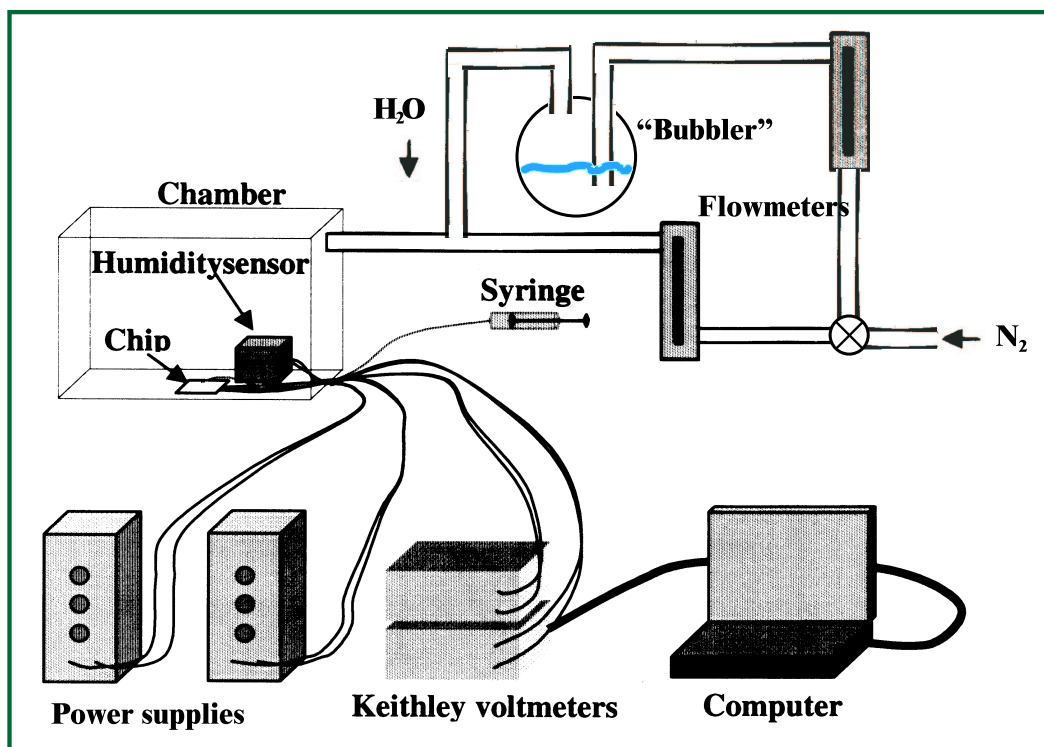 H₂O
"Bubbler"
Chamber
Flowmeters
Humiditysensor
Syringe
Chip
N₂
Power supplies
Keithley voltmeters
Computer